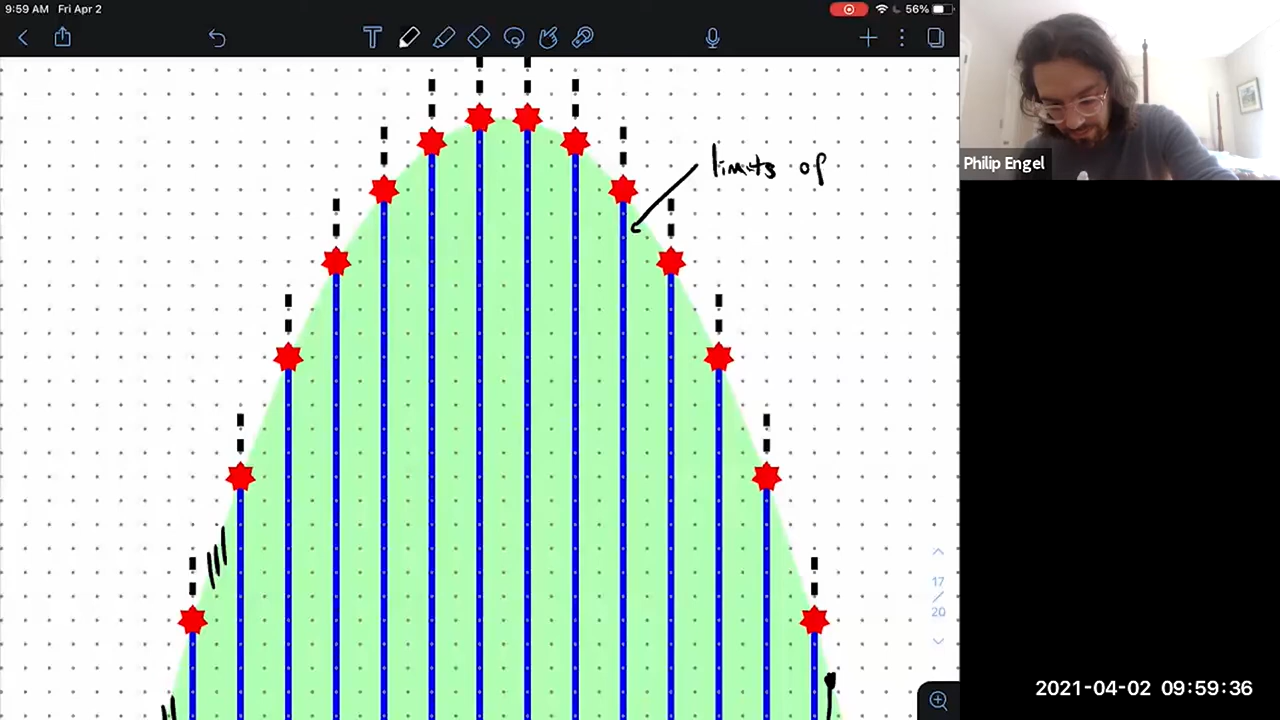 9:59 AM Fri Apr 2
56%
T
limits of
Philip Engel
17
/
20
2021-04-02 09:59:36